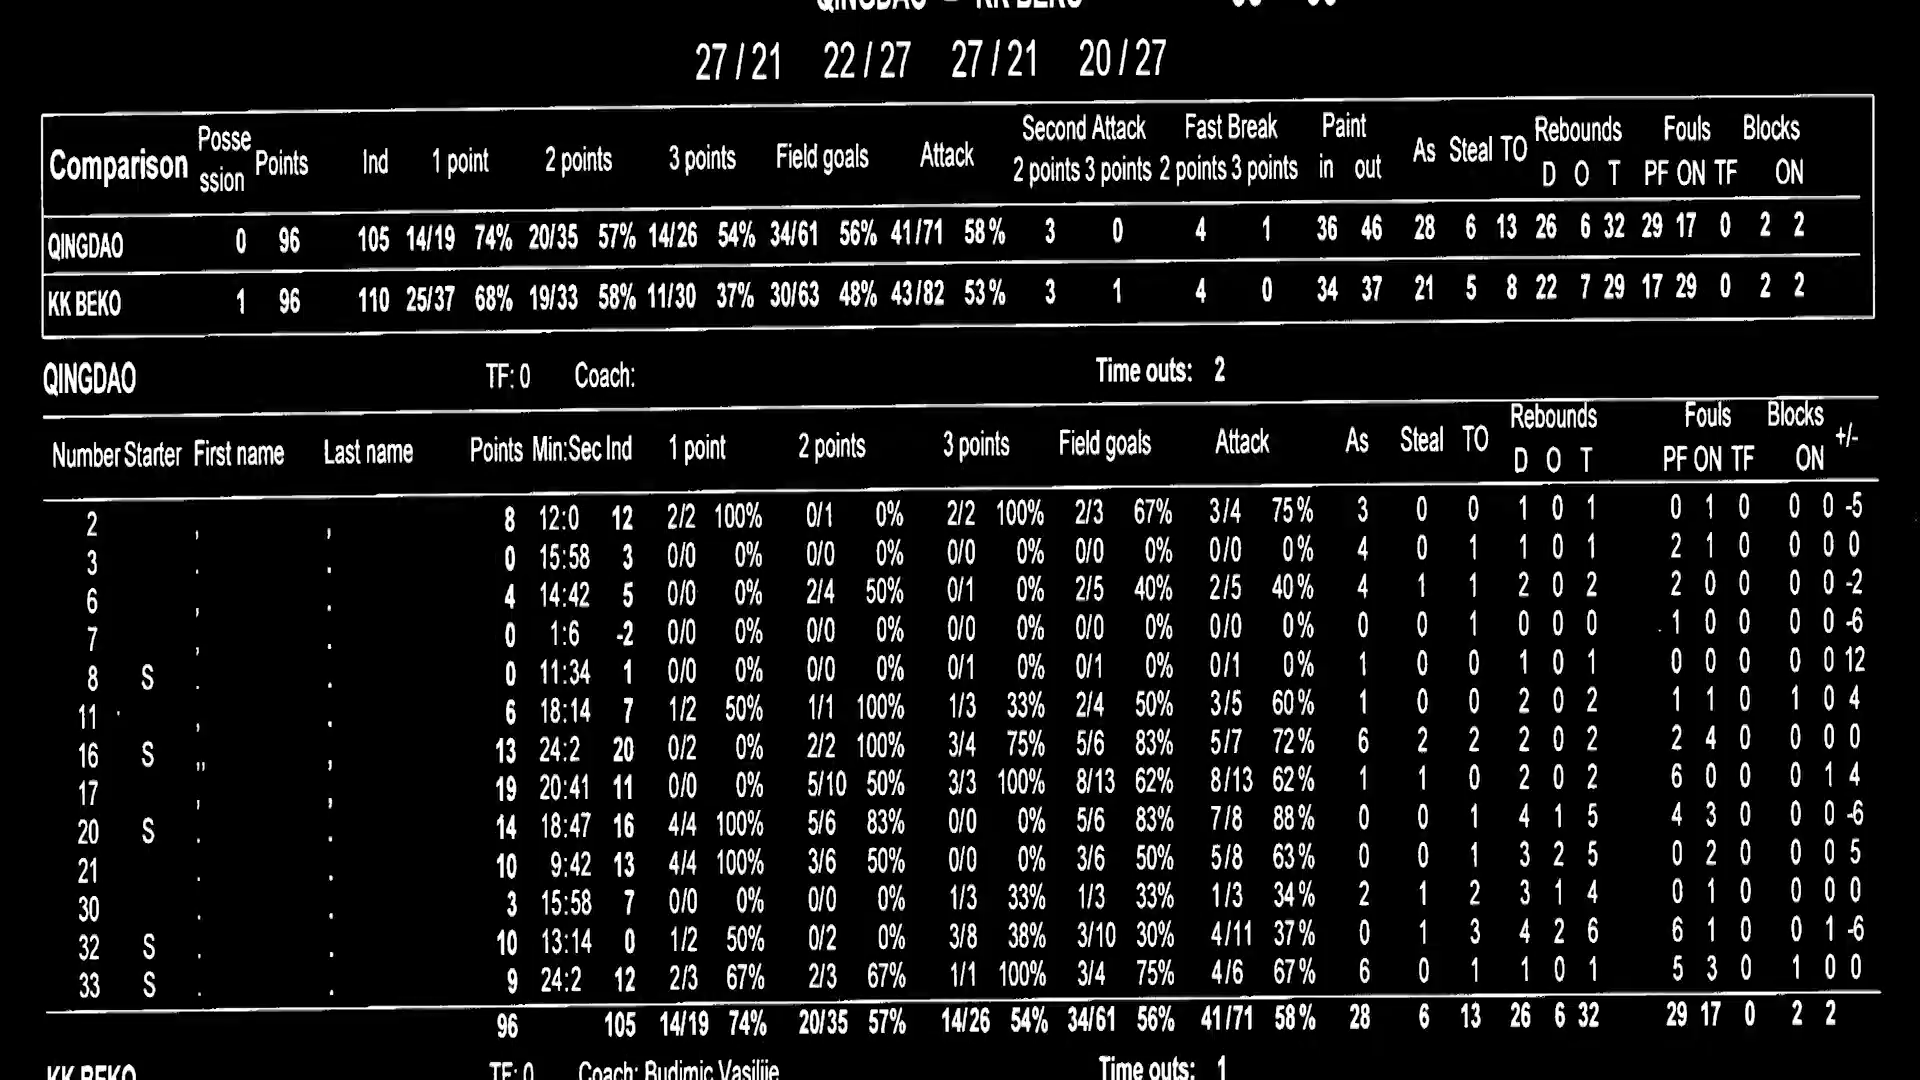 QINGDAO - KK BEKO
27 / 21 22 / 27 27 / 21 20 / 27
Comparison Posse ssion Points Ind 1 point 2 points 3 points Field goals Attack Second Attack 2 points 3 points Fast Break 2 points 3 points Paint in out As Steal TO Rebounds D O T Fouls PF ON TF Blocks ON
QINGDAO 0 96 105 14/19 74% 20/35 57% 14/26 54% 34/61 56% 41/71 58% 3 0 4 1 36 46 28 6 13 26 6 32 29 17 0 2 2
KK BEKO 1 96 110 25/37 68% 19/33 58% 11/30 37% 30/63 48% 43/82 53% 3 1 4 0 34 37 21 5 8 22 7 29 17 29 0 2 2
QINGDAO TF: 0 Coach: Time outs: 2
Number Starter First name Last name Points Min:Sec Ind 1 point 2 points 3 points Field goals Attack As Steal TO Rebounds D O T Fouls PF ON TF Blocks ON +/-
2 , , 8 12:0 12 2/2 100% 0/1 0% 2/2 100% 2/3 67% 3/4 75% 3 0 0 1 0 1 0 1 0 0 0 -5
3 . . 0 15:58 3 0/0 0% 0/0 0% 0/0 0% 0/0 0% 0/0 0% 4 0 1 1 0 1 2 1 0 0 0 0
6 , . 4 14:42 5 0/0 0% 2/4 50% 0/1 0% 2/5 40% 2/5 40% 4 1 1 2 0 2 2 0 0 0 0 -2
7 , . 0 1:6 -2 0/0 0% 0/0 0% 0/0 0% 0/0 0% 0/0 0% 0 0 1 0 0 0 1 0 0 0 0 -6
8 S . . 0 11:34 1 0/0 0% 0/0 0% 0/1 0% 0/1 0% 0/1 0% 1 0 0 1 0 1 0 0 0 0 0 12
11 , . 6 18:14 7 1/2 50% 1/1 100% 1/3 33% 2/4 50% 3/5 60% 1 0 0 2 0 2 1 1 0 1 0 4
16 S ,, , 13 24:2 20 0/2 0% 2/2 100% 3/4 75% 5/6 83% 5/7 72% 6 2 2 2 0 2 2 4 0 0 0 0
17 , , 19 20:41 11 0/0 0% 5/10 50% 3/3 100% 8/13 62% 8/13 62% 1 1 0 2 0 2 6 0 0 0 1 4
20 S . . 14 18:47 16 4/4 100% 5/6 83% 0/0 0% 5/6 83% 7/8 88% 0 0 1 4 1 5 4 3 0 0 0 -6
21 . . 10 9:42 13 4/4 100% 3/6 50% 0/0 0% 3/6 50% 5/8 63% 0 0 1 3 2 5 0 2 0 0 0 5
30 . . 3 15:58 7 0/0 0% 0/0 0% 1/3 33% 1/3 33% 1/3 34% 2 1 2 3 1 4 0 1 0 0 0 0
32 S . . 10 13:14 0 1/2 50% 0/2 0% 3/8 38% 3/10 30% 4/11 37% 0 1 3 4 2 6 6 1 0 0 1 -6
33 S . . 9 24:2 12 2/3 67% 2/3 67% 1/1 100% 3/4 75% 4/6 67% 6 0 1 1 0 1 5 3 0 1 0 0
96 105 14/19 74% 20/35 57% 14/26 54% 34/61 56% 41/71 58% 28 6 13 26 6 32 29 17 0 2 2
KK BEKO TF: 0 Coach: Budimic Vasilije Time outs: 1